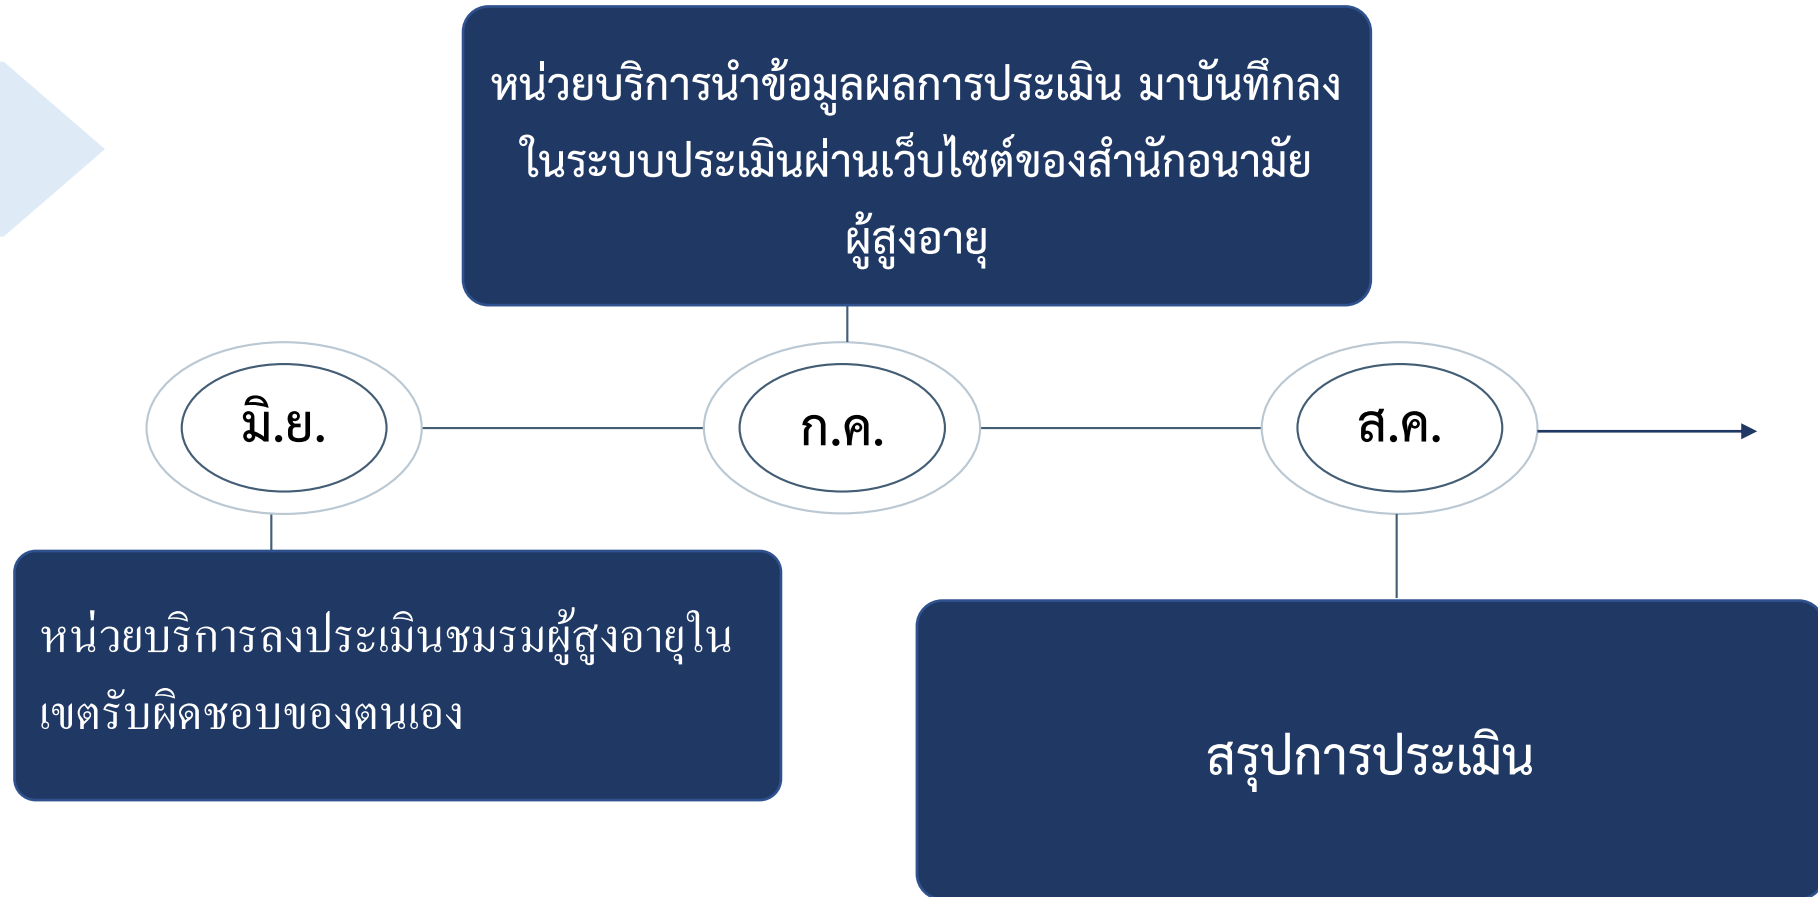 หน่วยบริการนำข้อมูลผลการประเมิน มาบันทึกลง
ในระบบประเมินผ่านเว็บไซต์ของสำนักอนามัย
ผู้สูงอายุ
มิ.ย.
ก.ค.
ส.ค.
หน่วยบริการลงประเมินชมรมผู้สูงอายุใน
เขตรับผิดชอบของตนเอง
สรุปการประเมิน